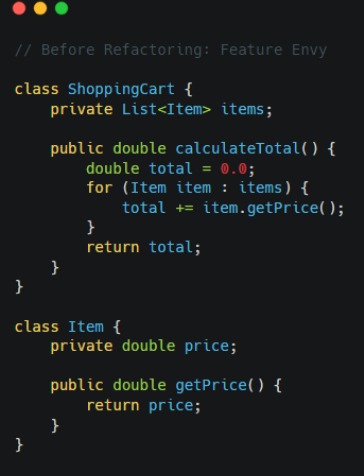 // Before Refactoring: Feature Envy
class ShoppingCart {
    private List<Item> items;
    public double calculateTotal() {
        double total = 0.0;
        for (Item item : items) {
            total += item.getPrice();
        }
        return total;
    }
}
class Item {
    private double price;
    public double getPrice() {
        return price;
    }
}